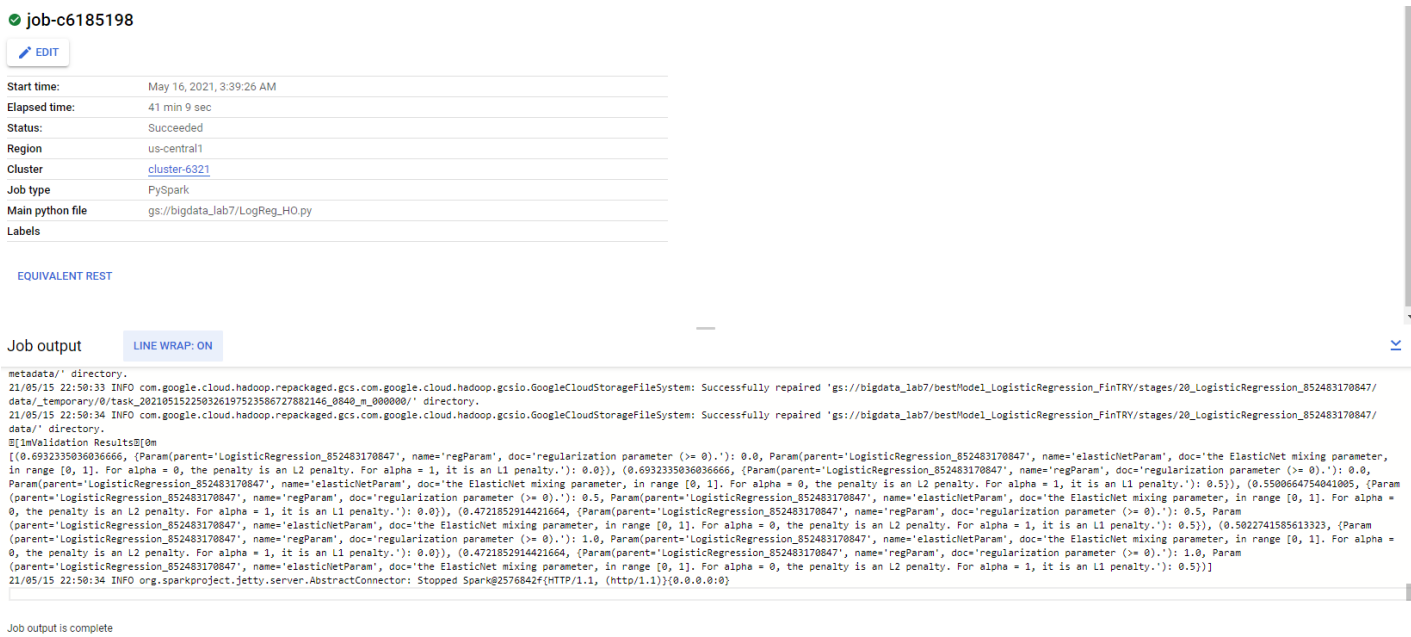 job-c6185198
EDIT
Start time: May 16, 2021, 3:39:26 AM
Elapsed time: 41 min 9 sec
Status: Succeeded
Region us-central1
Cluster cluster-6321
Job type PySpark
Main python file gs://bigdata_lab7/LogReg_HO.py
Labels
EQUIVALENT REST
Job output LINE WRAP: ON
metadata/' directory.
21/05/15 22:50:33 INFO com.google.cloud.hadoop.repackaged.gcs.com.google.cloud.hadoop.gcsio.GoogleCloudStorageFileSystem: Successfully repaired 'gs://bigdata_lab7/bestModel_LogisticRegression_FinTRY/stages/20_LogisticRegression_852483170847/
data/_temporary/0/task_20210515225032619752358672788 2146_0840_m_000000/' directory.
21/05/15 22:50:34 INFO com.google.cloud.hadoop.repackaged.gcs.com.google.cloud.hadoop.gcsio.GoogleCloudStorageFileSystem: Successfully repaired 'gs://bigdata_lab7/bestModel_LogisticRegression_FinTRY/stages/20_LogisticRegression_852483170847/
data/' directory.
[1mValidation Results[0m
[(0.6932335036036666, {Param(parent='LogisticRegression_852483170847', name='regParam', doc='regularization parameter (>= 0).'): 0.0, Param(parent='LogisticRegression_852483170847', name='elasticNetParam', doc='the ElasticNet mixing parameter,
in range [0, 1]. For alpha = 0, the penalty is an L2 penalty. For alpha = 1, it is an L1 penalty.'): 0.0}), (0.6932335036036666, {Param(parent='LogisticRegression_852483170847', name='regParam', doc='regularization parameter (>= 0).'): 0.0,
Param(parent='LogisticRegression_852483170847', name='elasticNetParam', doc='the ElasticNet mixing parameter, in range [0, 1]. For alpha = 0, the penalty is an L2 penalty. For alpha = 1, it is an L1 penalty.'): 0.5}), (0.5500664754041005, {Param
(parent='LogisticRegression_852483170847', name='regParam', doc='regularization parameter (>= 0).'): 0.5, Param(parent='LogisticRegression_852483170847', name='elasticNetParam', doc='the ElasticNet mixing parameter, in range [0, 1]. For alpha =
0, the penalty is an L2 penalty. For alpha = 1, it is an L1 penalty.'): 0.0}), (0.4721852914421664, {Param(parent='LogisticRegression_852483170847', name='regParam', doc='regularization parameter (>= 0).'): 0.5, Param
(parent='LogisticRegression_852483170847', name='elasticNetParam', doc='the ElasticNet mixing parameter, in range [0, 1]. For alpha = 0, the penalty is an L2 penalty. For alpha = 1, it is an L1 penalty.'): 0.5}), (0.5022741585613323, {Param
(parent='LogisticRegression_852483170847', name='regParam', doc='regularization parameter (>= 0).'): 1.0, Param(parent='LogisticRegression_852483170847', name='elasticNetParam', doc='the ElasticNet mixing parameter, in range [0, 1]. For alpha =
0, the penalty is an L2 penalty. For alpha = 1, it is an L1 penalty.'): 0.0}), (0.4721852914421664, {Param(parent='LogisticRegression_852483170847', name='regParam', doc='regularization parameter (>= 0).'): 1.0, Param
(parent='LogisticRegression_852483170847', name='elasticNetParam', doc='the ElasticNet mixing parameter, in range [0, 1]. For alpha = 0, the penalty is an L2 penalty. For alpha = 1, it is an L1 penalty.'): 0.5})]
21/05/15 22:50:34 INFO org.sparkproject.jetty.server.AbstractConnector: Stopped Spark@2576842f{HTTP/1.1, (http/1.1)}{0.0.0.0:0}
Job output is complete